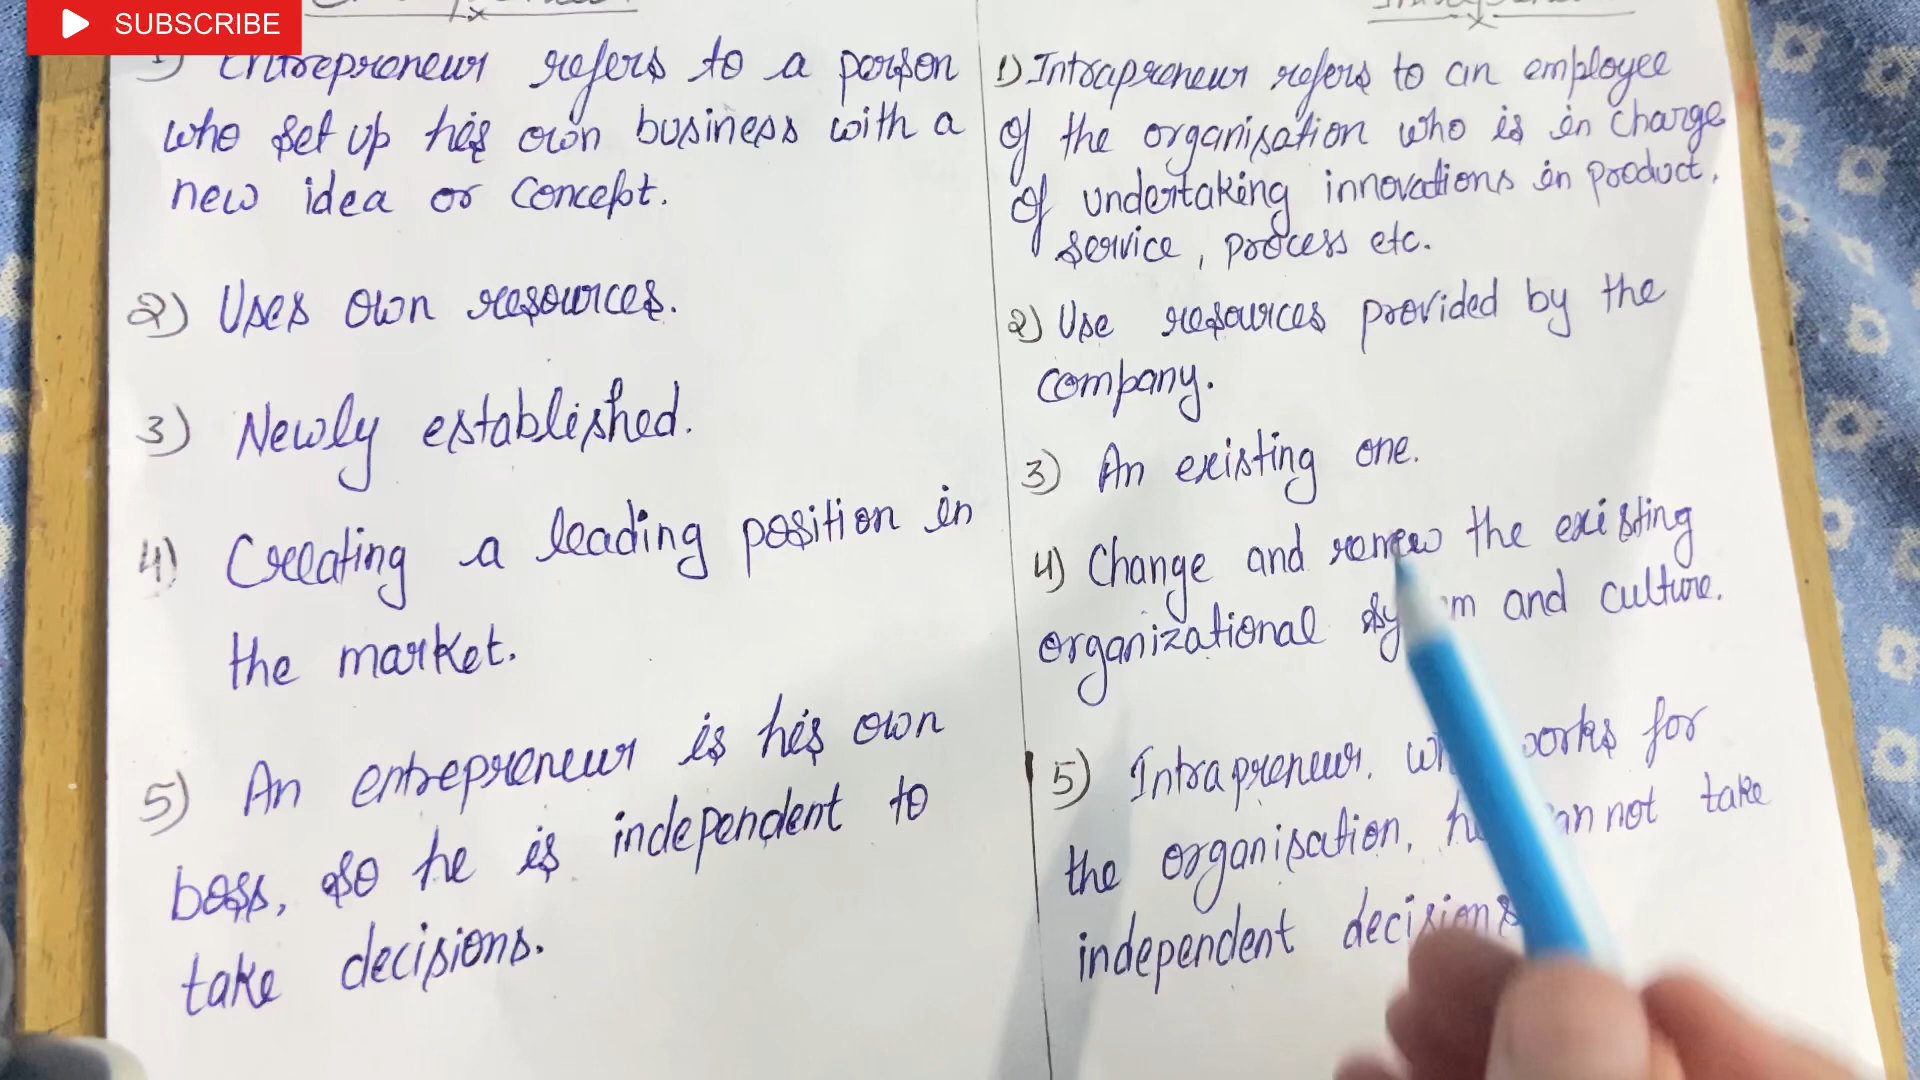 SUBSCRIBE
1) Entrepreneur refers to a person
who set up his own business with a
new idea or concept.
2) Uses own resources.
3) Newly established.
4) Creating a leading position in
the market.
5) An entrepreneur is his own
boss, so he is independent to
take decisions.
1) Intrapreneur refers to an employee
of the organisation who is in charge
of undertaking innovations in product,
service, process etc.
2) Use resources provided by the
company.
3) An existing one.
4) Change and renew the existing
organizational and culture.
5) Intrapreneur. works for
the organisation, not take
independent decisions